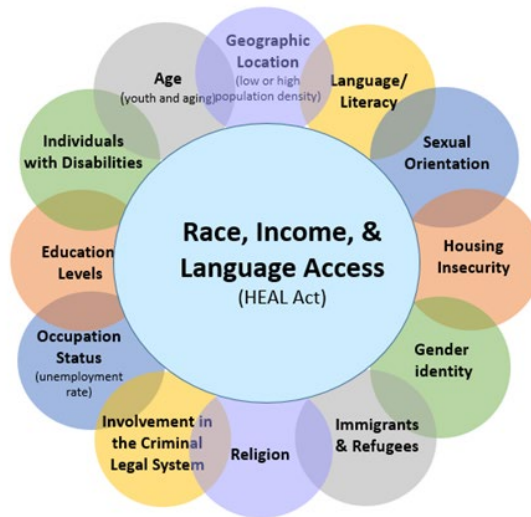 Geographic
Location
(low or high
population density)
Language/
Literacy
Sexual
Orientation
Housing
Insecurity
Gender
identity
Immigrants
& Refugees
Religion
Involvement in
the Criminal
Legal System
Occupation
Status
(unemployment
rate)
Education
Levels
Individuals
with Disabilities
Age
(youth and aging)
Race, Income, &
Language Access
(HEAL Act)